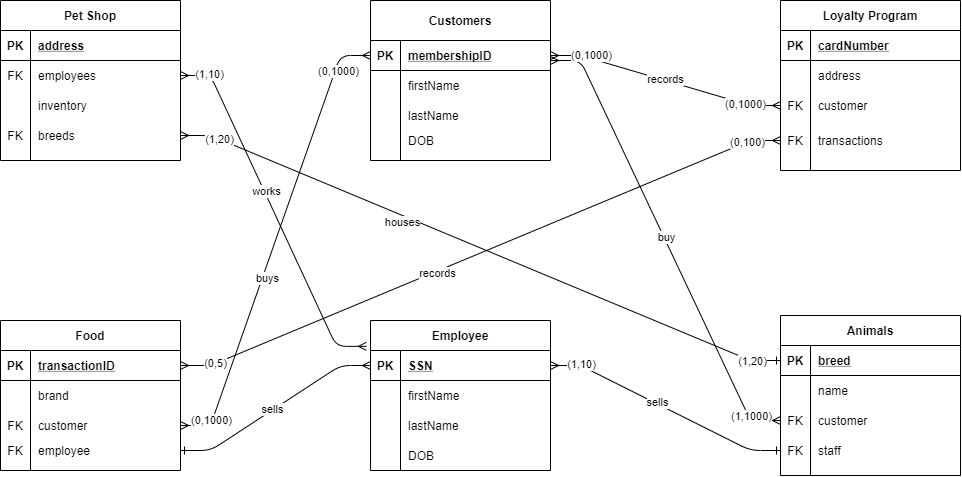 Pet Shop
PK address
FK employees
inventory
FK breeds
Customers
PK membershipID
firstName
lastName
DOB
Loyalty Program
PK cardNumber
address
FK customer
FK transactions
(1,10)
(1,20)
(0,1000)
(0,1000)
records
(0,1000)
(0,100)
works
houses
buy
buys
records
Food
PK transactionID
brand
FK customer
FK employee
(0,5)
(0,1000)
sells
Employee
PK SSN
firstName
lastName
DOB
(1,10)
sells
(1,20)
(1,1000)
Animals
PK breed
name
FK customer
FK staff